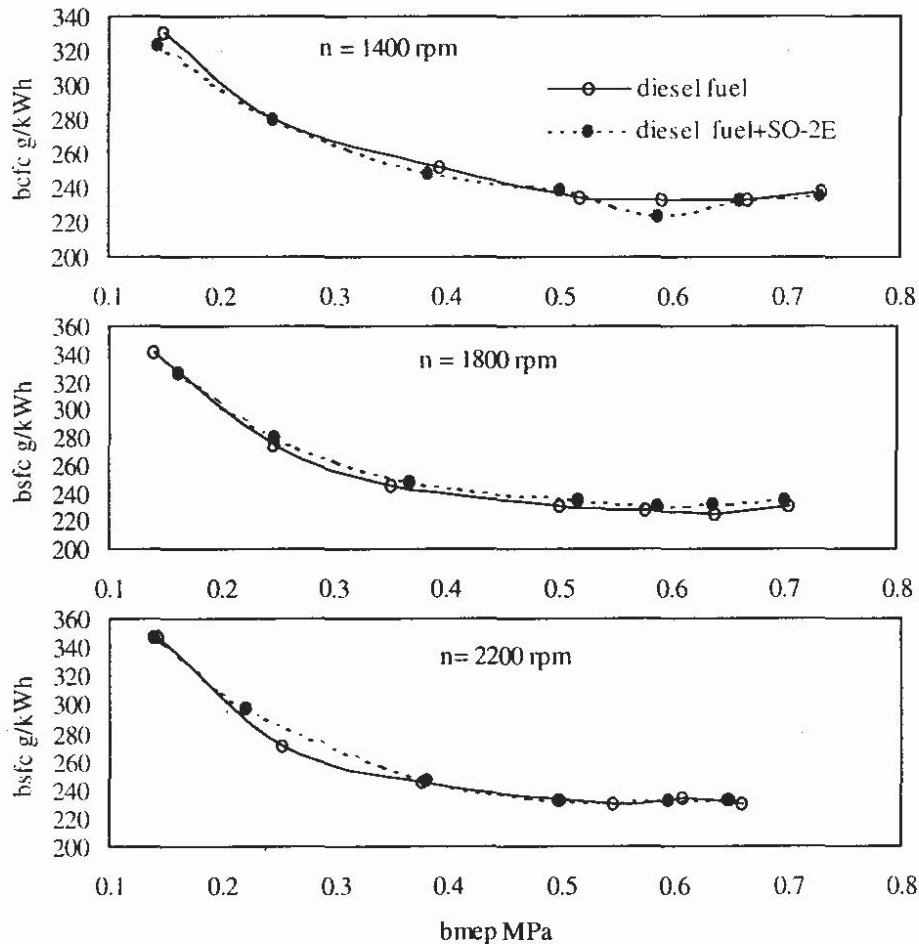 340
320
300
280
260
240
220
200
bcfc g/kWh
n = 1400 rpm
diesel fuel
diesel fuel+SO-2E
0.1 0.2 0.3 0.4 0.5 0.6 0.7 0.8
360
340
320
300
280
260
240
220
200
bsfc g/kWh
n = 1800 rpm
0.1 0.2 0.3 0.4 0.5 0.6 0.7 0.8
360
340
320
300
280
260
240
220
200
bsfc g/kWh
n= 2200 rpm
0.1 0.2 0.3 0.4 0.5 0.6 0.7 0.8
bmep MPa